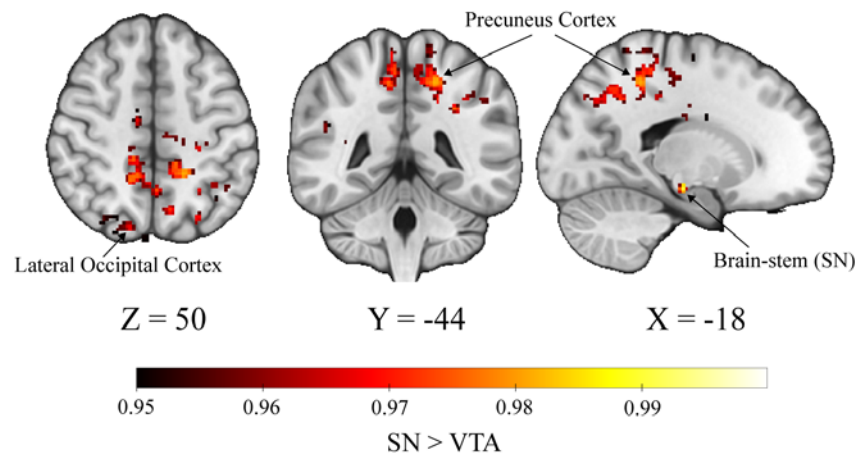 Precuneus Cortex
Lateral Occipital Cortex
Brain-stem (SN)
Z = 50
Y = -44
X = -18
0.95
0.96
0.97
0.98
0.99
SN > VTA